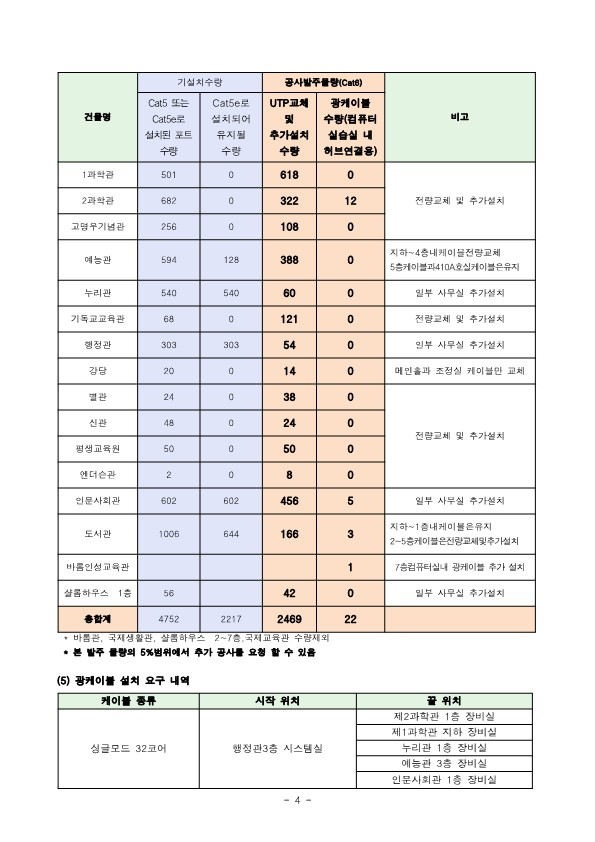 건물명 기설치수량 공사발주물량(Cat6) 비고
Cat5 또는 Cat5e로 설치된 포트 수량
Cat5e로 설치되어 유지될 수량
UTP교체 및 추가설치 수량
광케이블 수량(컴퓨터 실습실 내 허브연결용)
1과학관 501 0 618 0
2과학관 682 0 322 12 전량교체 및 추가설치
고명우기념관 256 0 108 0
예능관 594 128 388 0 지하~4층내케이블전량교체
5층케이블과410A호실케이블은유지
누리관 540 540 60 0 일부 사무실 추가설치
기독교교육관 68 0 121 0 전량교체 및 추가설치
행정관 303 303 54 0 일부 사무실 추가설치
강당 20 0 14 0 메인홀과 조정실 케이블만 교체
별관 24 0 38 0
신관 48 0 24 0
전량교체 및 추가설치
평생교육원 50 0 50 0
엔더슨관 2 0 8 0
인문사회관 602 602 456 5 일부 사무실 추가설치
도서관 1006 644 166 3 지하~1층내케이블은유지
2~5층케이블은전량교체및추가설치
바롬인성교육관 1 7층컴퓨터실내 광케이블 추가 설치
샬롬하우스 1층 56 42 0 일부 사무실 추가설치
총합계 4752 2217 2469 22
* 바롬관, 국제생활관, 샬롬하우스 2~7층,국제교육관 수량제외
* 본 발주 물량의 5%범위에서 추가 공사를 요청 할 수 있음
(5) 광케이블 설치 요구 내역
케이블 종류 시작 위치 끝 위치
제2과학관 1층 장비실
제1과학관 지하 장비실
싱글모드 32코어 행정관3층 시스템실 누리관 1층 장비실
예능관 3층 장비실
인문사회관 1층 장비실
- 4 -